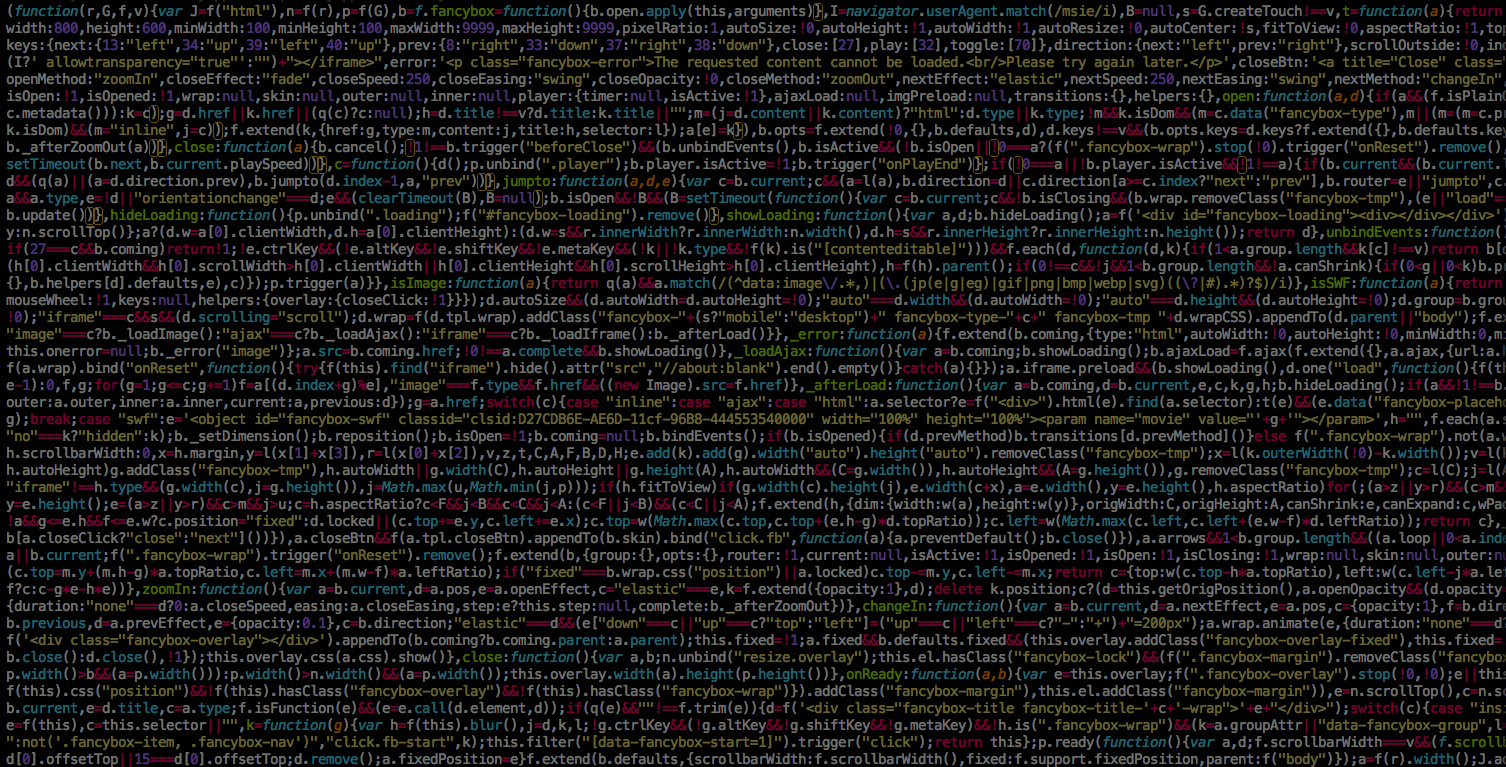 (function(r,G,f,v){var J=f("html"),n=f(r),p=f(G),b=f.fancybox=function(){b.open.apply(this,arguments)},I=navigator.userAgent.match(/msie/i),B=null,s=G.createTouch!==v,t=function(a){return
width:800,height:600,minWidth:100,minHeight:100,maxWidth:9999,maxHeight:9999,pixelRatio:1,autoSize:!0,autoHeight:!1,autoWidth:!1,autoResize:!0,autoCenter:!s,fitToView:!0,aspectRatio:!1,top
keys:{next:{13:"left",34:"up",39:"left",40:"up"},prev:{8:"right",33:"down",37:"right",38:"down"},close:[27],play:[32],toggle:[70]},direction:{next:"left",prev:"right"},scrollOutside:!0,ind
(I?' allowtransparency="true"':"")+"></iframe>",error:'<p class="fancybox-error">The requested content cannot be loaded.<br/>Please try again later.</p>',closeBtn:'<a title="Close" class=
openMethod:"zoomIn",closeEffect:"fade",closeSpeed:250,closeEasing:"swing",closeOpacity:!0,closeMethod:"zoomOut",nextEffect:"elastic",nextSpeed:250,nextEasing:"swing",nextMethod:"changeIn"
isOpen:!1,isOpened:!1,wrap:null,skin:null,outer:null,inner:null,player:{timer:null,isActive:!1},ajaxLoad:null,imgPreload:null,transitions:{},helpers:{},open:function(a,d){if(a&&(f.isPlain
c.metadata())):k=c);g=d.href||k.href||(q(c)?c:null);h=d.title!==v?d.title:k.title||"";m=(j=d.content||k.content)?"html":d.type||k.type;!m&&k.isDom&&(m=c.data("fancybox-type"),m||(m=(m=c.p
k.isDom)&&(m="inline",j=c));f.extend(k,{href:g,type:m,content:j,title:h,selector:l});a[e]=k}),b.opts=f.extend(!0,{},b.defaults,d),d.keys!==v&&(b.opts.keys=d.keys?f.extend({},b.defaults.key
b._afterZoomOut(a))},close:function(a){b.cancel();!1!==b.trigger("beforeClose")&&(b.unbindEvents(),b.isActive&&(!b.isOpen||!0===a?(f(".fancybox-wrap").stop(!0).trigger("onReset").remove(),
setTimeout(b.next,b.current.playSpeed))},c=function(){d();p.unbind(".player");b.player.isActive=!1;b.trigger("onPlayEnd")};if(!0===a||!b.player.isActive&&!1!==a){if(b.current&&(b.current.
d&&(q(a)||(a=d.direction.prev),b.jumpto(d.index-1,a,"prev"))},jumpto:function(a,d,e){var c=b.current;c&&(a=l(a),b.direction=d||c.direction[a>=c.index?"next":"prev"],b.router=e||"jumpto",c.
a&&a.type,e=!d||"orientationchange"===d;e&&(clearTimeout(B),B=null);b.isOpen&&!B&&(B=setTimeout(function(){var c=b.current;c&&!b.isClosing&&(b.wrap.removeClass("fancybox-tmp"),(e||"load"==
b.update())},hideLoading:function(){p.unbind(".loading");f("#fancybox-loading").remove()},showLoading:function(){var a,d;b.hideLoading();a=f('<div id="fancybox-loading"><div></div></div>'
y:n.scrollTop()};a?(d.w=a[0].clientWidth,d.h=a[0].clientHeight):(d.w=s&&r.innerWidth?r.innerWidth:n.width(),d.h=s&&r.innerHeight?r.innerHeight:n.height());return d},unbindEvents:function(
if(27===c&&b.coming)return!1;!e.ctrlKey&&(!e.altKey&&!e.shiftKey&&!e.metaKey&&(!k||!k.type&&!f(k).is("[contenteditable]")))&&f.each(d,function(d,k){if(1<a.group.length&&k[c]!==v)return b[
(h[0].clientWidth&&h[0].scrollWidth>h[0].clientWidth||h[0].clientHeight&&h[0].scrollHeight>h[0].clientHeight),h=f(h).parent();if(0!==c&&!j&&1<b.group.length&&!a.canShrink){if(0<g||0<k)b.pr
{},b.helpers[d].defaults,e),c)});p.trigger(a)}},isImage:function(a){return q(a)&&a.match(/(^data:image\/.*,)|(\.(jp(e|g|eg)|gif|png|bmp|webp|svg)((\?|#).*)?$)/i)},isSWF:function(a){return
mouseWheel:!1,keys:null,helpers:{overlay:{closeClick:!1}}});d.autoSize&&(d.autoWidth=d.autoHeight=!0);"auto"===d.width&&(d.autoWidth=!0);"auto"===d.height&&(d.autoHeight=!0);d.group=b.grou
!0);"iframe"===c&&s&&(d.scrolling="scroll");d.wrap=f(d.tpl.wrap).addClass("fancybox-"+(s?"mobile":"desktop")+" fancybox-type-"+c+" fancybox-tmp "+d.wrapCSS).appendTo(d.parent||"body");f.ex
"image"===c?b._loadImage():"ajax"===c?b._loadAjax():"iframe"===c?b._loadIframe():b._afterLoad()}},_error:function(a){f.extend(b.coming,{type:"html",autoWidth:!0,autoHeight:!0,minWidth:0,mi
this.onerror=null;b._error("image")};a.src=b.coming.href;!0!==a.complete&&b.showLoading()},_loadAjax:function(){var a=b.coming;b.showLoading();b.ajaxLoad=f.ajax(f.extend({},a.ajax,{url:a.h
f(a.wrap).bind("onReset",function(){try{f(this).find("iframe").hide().attr("src","//about:blank").end().empty()}catch(a){}});a.iframe.preload&&(b.showLoading(),d.one("load",function(){f(th
e-1):0,f,g;for(g=1;g<=c;g+=1)f=a[(d.index+g)%e],"image"===f.type&&f.href&&((new Image).src=f.href)},_afterLoad:function(){var a=b.coming,d=b.current,e,c,k,g,h;b.hideLoading();if(a&&!1!==b.
outer:a.outer,inner:a.inner,current:a,previous:d});g=a.href;switch(c){case "inline":case "ajax":case "html":a.selector?e=f("<div>").html(e).find(a.selector):t(e)&&(e.data("fancybox-placeho
g);break;case "swf":e='<object id="fancybox-swf" classid="clsid:D27CDB6E-AE6D-11cf-96B8-444553540000" width="100%" height="100%"><param name="movie" value="'+g+'"></param>',h="",f.each(a.s
"no"===k?"hidden":k);b._setDimension();b.reposition();b.isOpen=!1;b.coming=null;b.bindEvents();if(b.isOpened){if(d.prevMethod)b.transitions[d.prevMethod]()}else f(".fancybox-wrap").not(a.w
h.scrollbarWidth:0,x=h.margin,y=l(x[1]+x[3]),r=l(x[0]+x[2]),v,z,t,C,A,F,B,D,H;e.add(k).add(g).width("auto").height("auto").removeClass("fancybox-tmp");x=l(k.outerWidth(!0)-k.width());v=l(k
h.autoHeight)g.addClass("fancybox-tmp"),h.autoWidth||g.width(C),h.autoHeight||g.height(A),h.autoWidth&&(C=g.width()),h.autoHeight&&(A=g.height()),g.removeClass("fancybox-tmp");c=l(C);j=l(
"iframe"!==h.type&&(g.width(c),j=g.height()),j=Math.max(u,Math.min(j,p)));if(h.fitToView)if(g.width(c).height(j),e.width(c+x),a=e.width(),y=e.height(),h.aspectRatio)for(;(a>z||y>r)&&(c>m&&
y=e.height();e=(a>z||y>r)&&c>m&&j>u;c=h.aspectRatio?c<F&&j<B&&c<C&&j<A:(c<F||j<B)&&(c<C||j<A);f.extend(h,{dim:{width:w(a),height:w(y)},origWidth:C,origHeight:A,canShrink:e,canExpand:c,wPad
!a&&g<=e.h&&f<=e.w?c.position="fixed":d.locked||(c.top+=e.y,c.left+=e.x);c.top=w(Math.max(c.top,c.top+(e.h-g)*d.topRatio));c.left=w(Math.max(c.left,c.left+(e.w-f)*d.leftRatio));return c},_
b[a.closeClick?"close":"next"]())}),a.closeBtn&&f(a.tpl.closeBtn).appendTo(b.skin).bind("click.fb",function(a){a.preventDefault();b.close()}),a.arrows&&1<b.group.length&&((a.loop||0<a.inde
a||b.current;f(".fancybox-wrap").trigger("onReset").remove();f.extend(b,{group:{},opts:{},router:!1,current:null,isActive:!1,isOpened:!1,isOpen:!1,isClosing:!1,wrap:null,skin:null,outer:nu
(c.top=m.y+(m.h-g)*a.topRatio,c.left=m.x+(m.w-f)*a.leftRatio);if("fixed"===b.wrap.css("position")||a.locked)c.top-=m.y,c.left-=m.x;return c={top:w(c.top-h*a.topRatio),left:w(c.left-j*a.lef
f?c:c-g*e-h*e))},zoomIn:function(){var a=b.current,d=a.pos,e=a.openEffect,c="elastic"===e,k=f.extend({opacity:1},d);delete k.position;c?(d=this.getOrigPosition(),a.openOpacity&&(d.opacity=
{duration:"none"===d?0:a.closeSpeed,easing:a.closeEasing,step:e?this.step:null,complete:b._afterZoomOut})},changeIn:function(){var a=b.current,d=a.nextEffect,e=a.pos,c={opacity:1},f=b.dire
b.previous,d=a.prevEffect,e={opacity:0.1},c=b.direction;"elastic"===d&&(e["down"===c||"up"===c?"top":"left"]=("up"===c||"left"===c?"-":"+")+"=200px");a.wrap.animate(e,{duration:"none"===d?
f('<div class="fancybox-overlay"></div>').appendTo(b.coming?b.coming.parent:a.parent);this.fixed=!1;a.fixed&&b.defaults.fixed&&(this.overlay.addClass("fancybox-overlay-fixed"),this.fixed=
b.close():d.close(),!1});this.overlay.css(a.css).show()},close:function(){var a,b;n.unbind("resize.overlay");this.el.hasClass("fancybox-lock")&&(f(".fancybox-margin").removeClass("fancybox
p.width()>b&&(a=p.width())):p.width()>n.width()&&(a=p.width());this.overlay.width(a).height(p.height())},onReady:function(a,b){var e=this.overlay;f(".fancybox-overlay").stop(!0,!0);e||this
f(this).css("position")&&!f(this).hasClass("fancybox-overlay")&&!f(this).hasClass("fancybox-wrap")}).addClass("fancybox-margin"),this.el.addClass("fancybox-margin")),e=n.scrollTop(),c=n.s
b.current,e=d.title,c=a.type;f.isFunction(e)&&(e=e.call(d.element,d));if(q(e)&&""!==f.trim(e)){d=f('<div class="fancybox-title fancybox-title-'+c+'-wrap">'+e+"</div>");switch(c){case "insi
e=f(this),c=this.selector||"",k=function(g){var h=f(this).blur(),j=d,k,l;!g.ctrlKey&&(!g.altKey&&!g.shiftKey&&!g.metaKey)&&!h.is(".fancybox-wrap")&&(k=a.groupAttr||"data-fancybox-group",l
":not('.fancybox-item, .fancybox-nav')","click.fb-start",k);this.filter("[data-fancybox-start=1]").trigger("click");return this};p.ready(function(){var a,d;f.scrollbarWidth===v&&(f.scroll
d[0].offsetTop||15===d[0].offsetTop;d.remove();a.fixedPosition=e}f.extend(b.defaults,{scrollbarWidth:f.scrollbarWidth(),fixed:f.support.fixedPosition,parent:f("body")});a=f(r).width();J.a